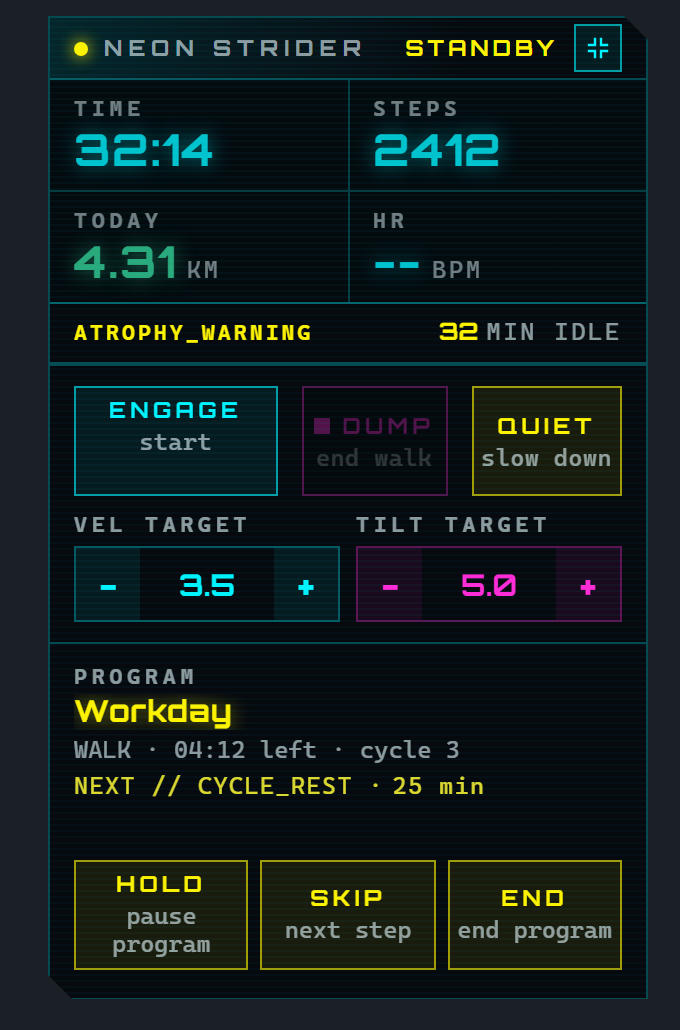 NEON STRIDER STANDBY
TIME STEPS
32:14 2412
TODAY HR
4.31 KM -- BPM
ATROPHY_WARNING 32 MIN IDLE
ENGAGE DUMP QUIET
start end walk slow down
VEL TARGET TILT TARGET
- 3.5 + - 5.0 +
PROGRAM
Workday
WALK · 04:12 left · cycle 3
NEXT // CYCLE_REST · 25 min
HOLD SKIP END
pause program next step end program